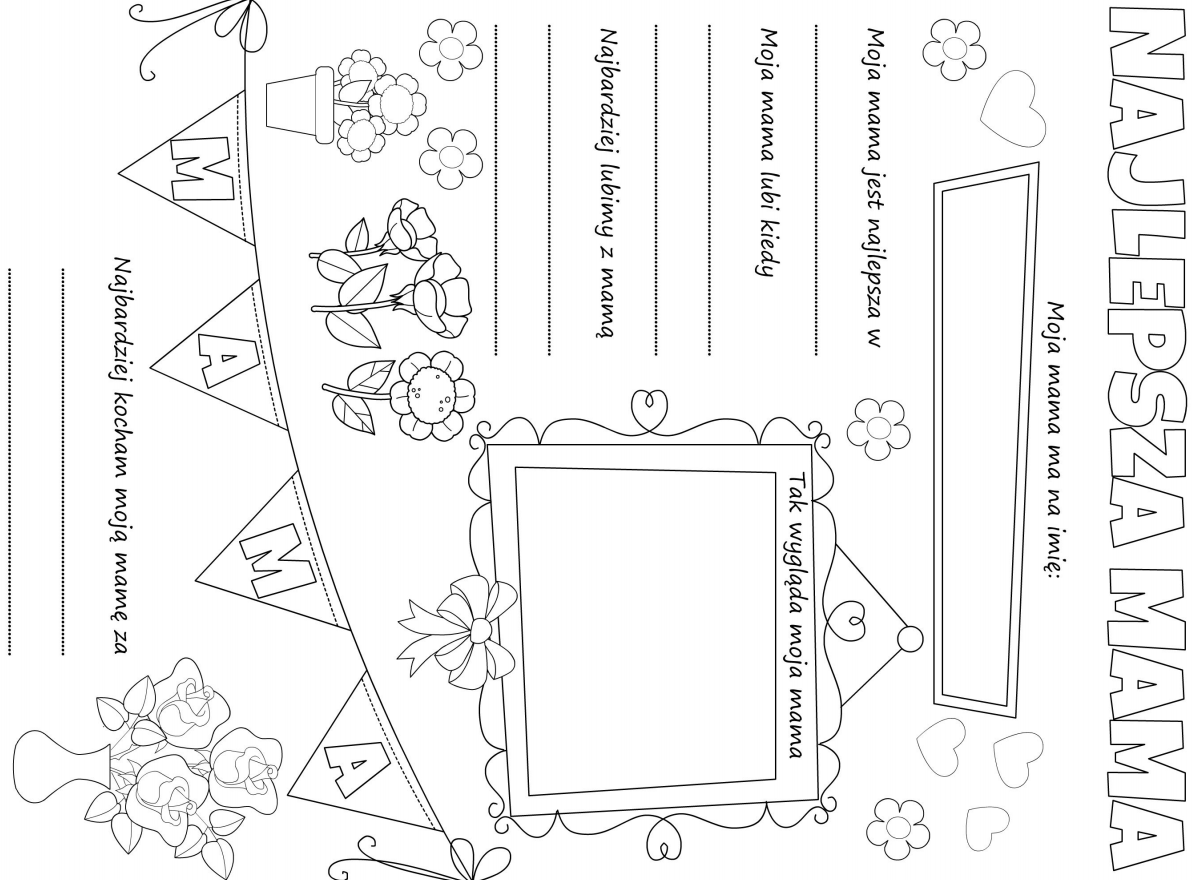 NAJLEPSZA MAMA
Moja mama ma na imię:
Moja mama jest najlepsza w
Moja mama lubi kiedy
Najbardziej lubimy z mamą
Tak wygląda moja mama
M A M A
Najbardziej kocham moją mamę za